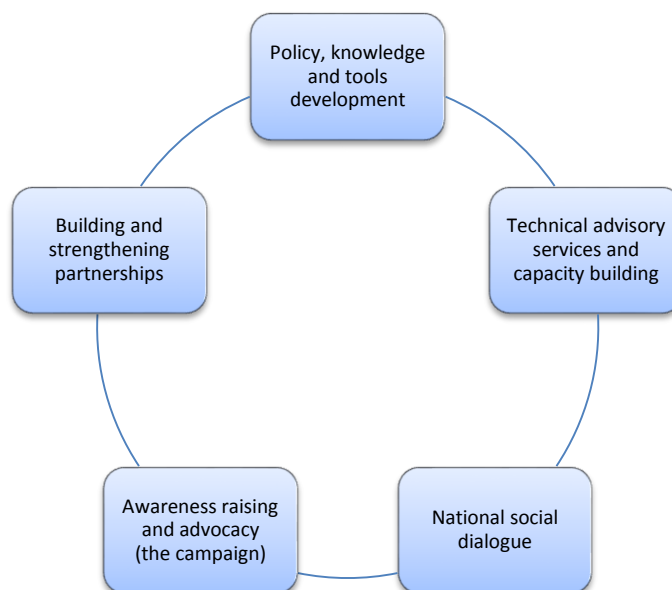 Policy, knowledge
and tools
development
Technical advisory
services and
capacity building
National social
dialogue
Awareness raising
and advocacy
(the campaign)
Building and
strengthening
partnerships